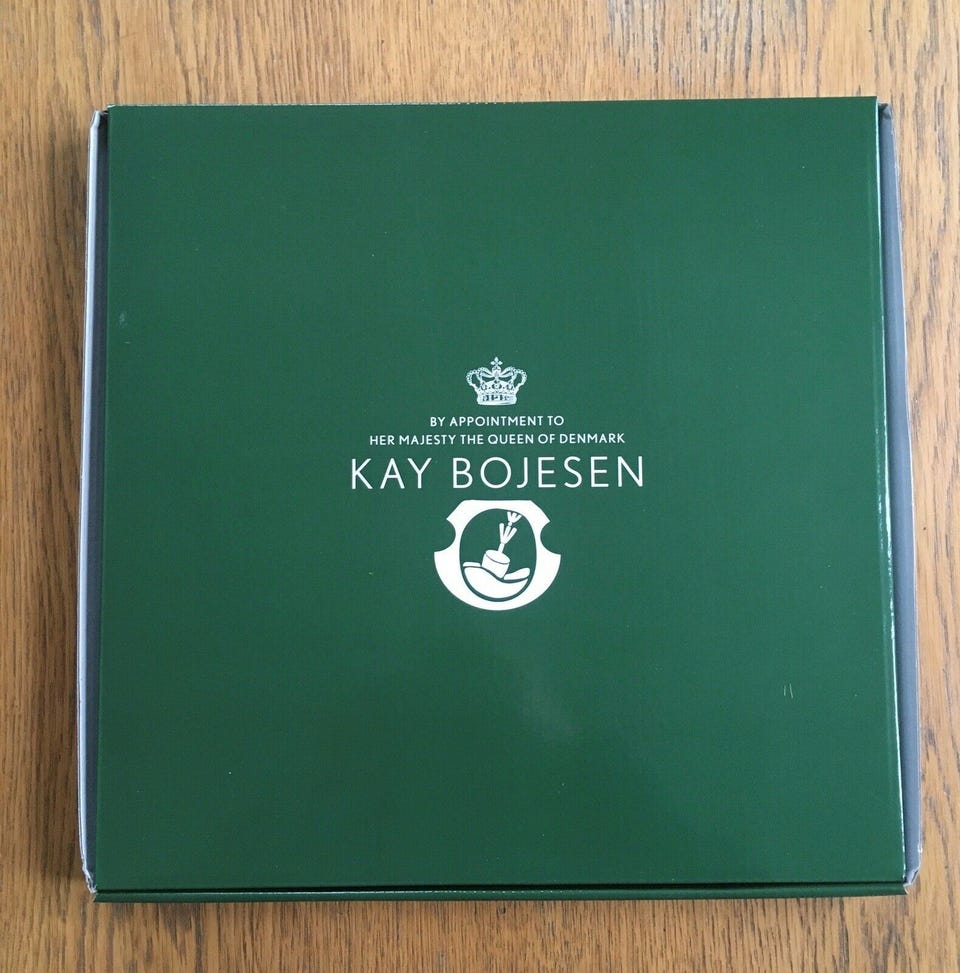 BY APPOINTMENT TO
HER MAJESTY THE QUEEN OF DENMARK
KAY BOJESEN